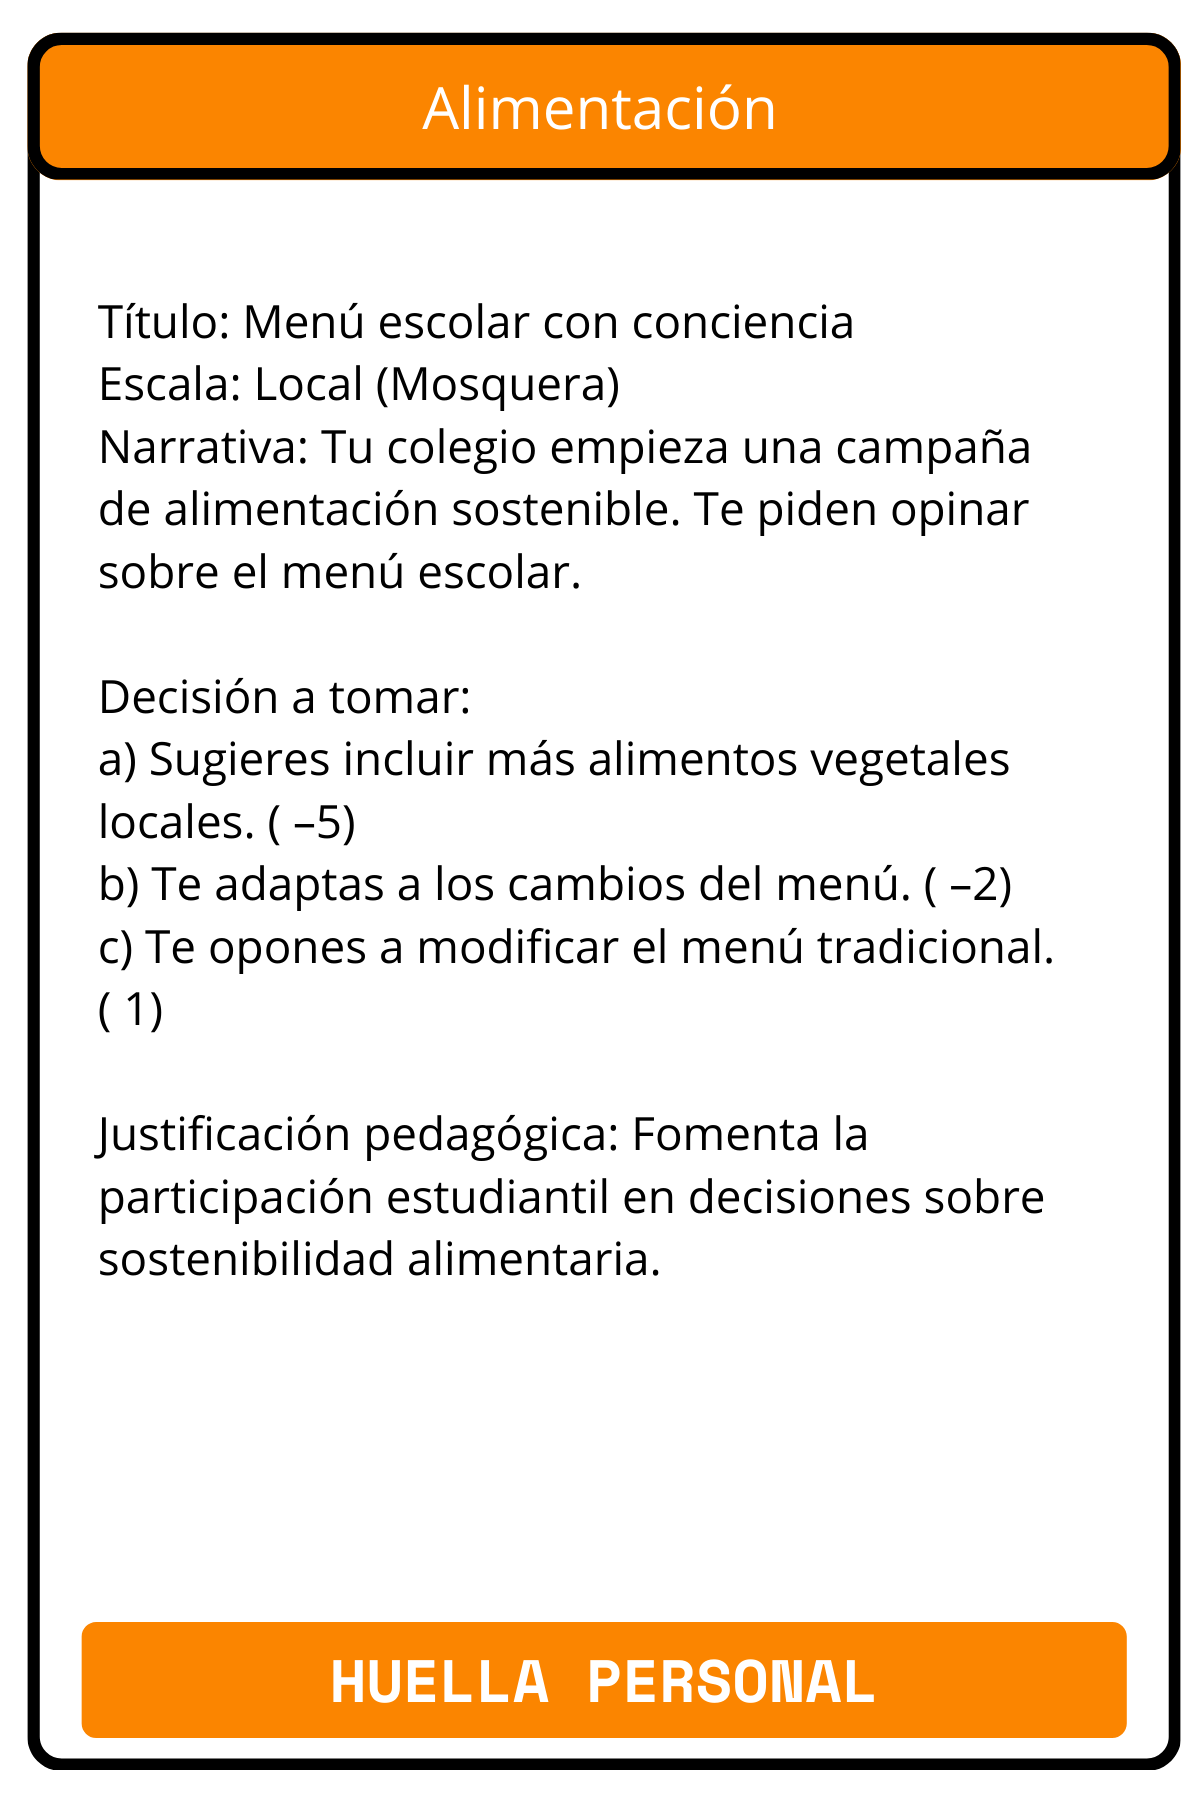 Alimentación
Título: Menú escolar con conciencia
Escala: Local (Mosquera)
Narrativa: Tu colegio empieza una campaña
de alimentación sostenible. Te piden opinar
sobre el menú escolar.
Decisión a tomar:
a) Sugieres incluir más alimentos vegetales
locales. ( –5)
b) Te adaptas a los cambios del menú. ( –2)
c) Te opones a modificar el menú tradicional.
( 1)
Justificación pedagógica: Fomenta la
participación estudiantil en decisiones sobre
sostenibilidad alimentaria.
HUELLA PERSONAL